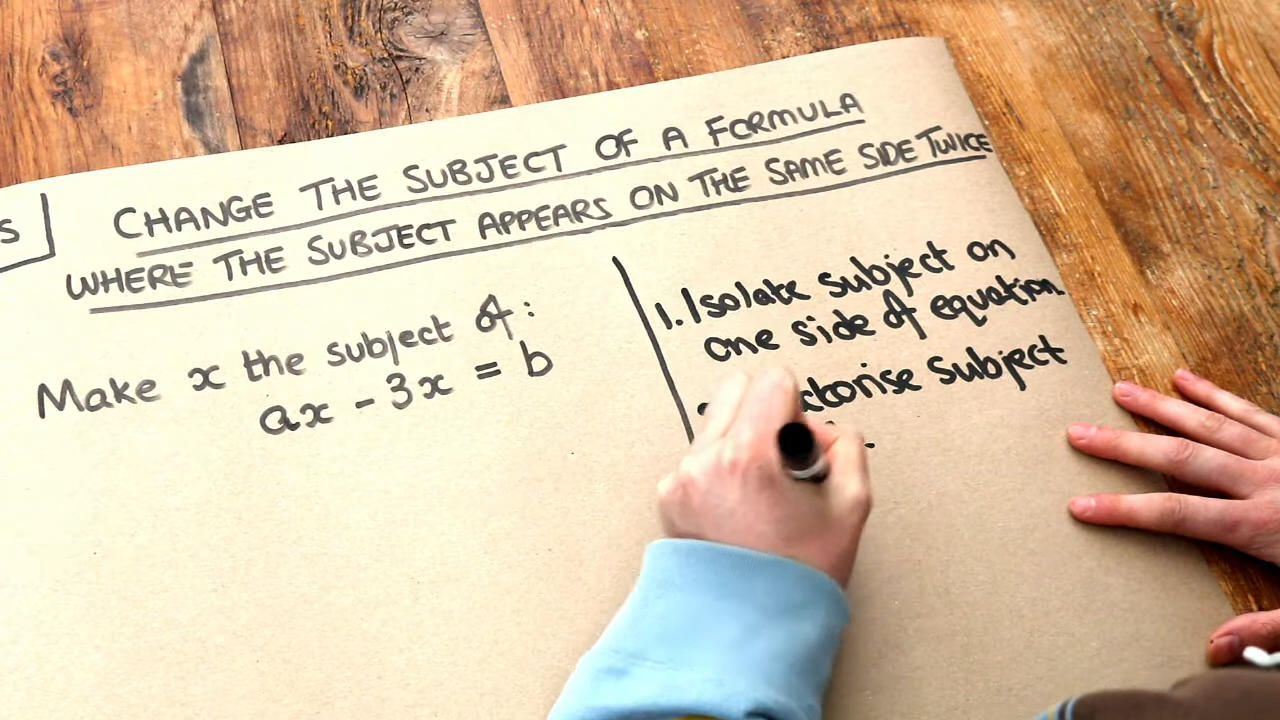 S
CHANGE THE SUBJECT OF A FORMULA
WHERE THE SUBJECT APPEARS ON THE SAME SIDE TWICE
Make x the subject of:
ax - 3x = b
1. Isolate subject on
one side of equation
subject